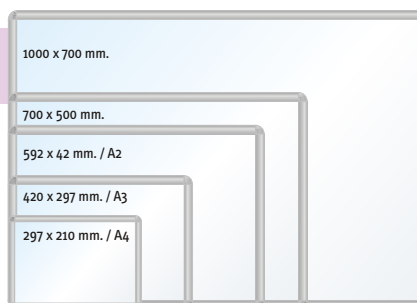 1000 x 700 mm.
700 x 500 mm.
592 x 42 mm. / A2
420 x 297 mm. / A3
297 x 210 mm. / A4